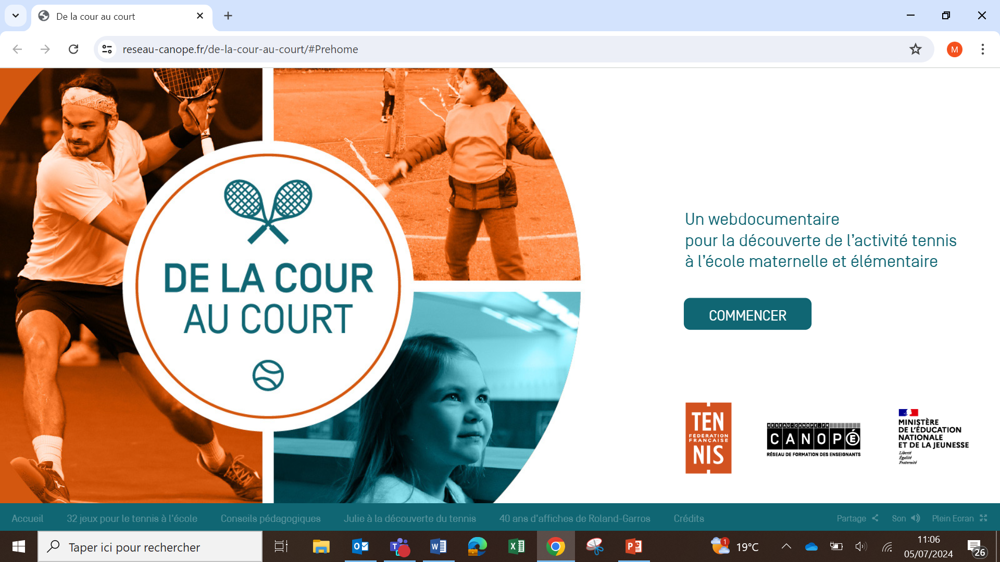 De la cour au court
reseau-canope.fr/de-la-cour-au-court/#Prehome
M
DE LA COUR
AU COURT
Un webdocumentaire
pour la découverte de l'activité tennis
à l'école maternelle et élémentaire
COMMENCER
TEN
FÉDÉRATION
FRANÇAISE
NIS
RESEAU-CANOPE.FR
CANOPÉ
RÉSEAU DE FORMATION DES ENSEIGNANTS
MINISTÈRE
DE L'ÉDUCATION
NATIONALE
ET DE LA JEUNESSE
Liberté
Égalité
Fraternité
Accueil 32 jeux pour le tennis à l'école Conseils pédagogiques Julie à la découverte du tennis 40 ans d'affiches de Roland-Garros Crédits Partage Son Plein Ecran
Taper ici pour rechercher
1 19°C
11:06
05/07/2024
26